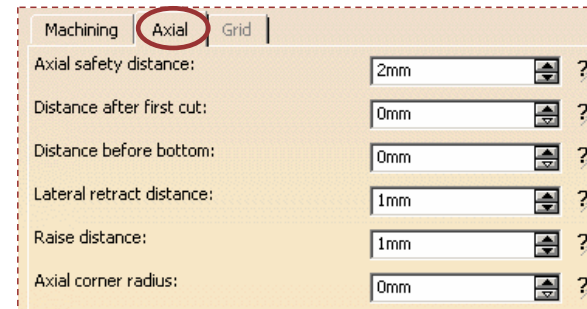 Machining Axial Grid
Axial safety distance: 2mm ?
Distance after first cut: 0mm ?
Distance before bottom: 0mm ?
Lateral retract distance: 1mm ?
Raise distance: 1mm ?
Axial corner radius: 0mm ?